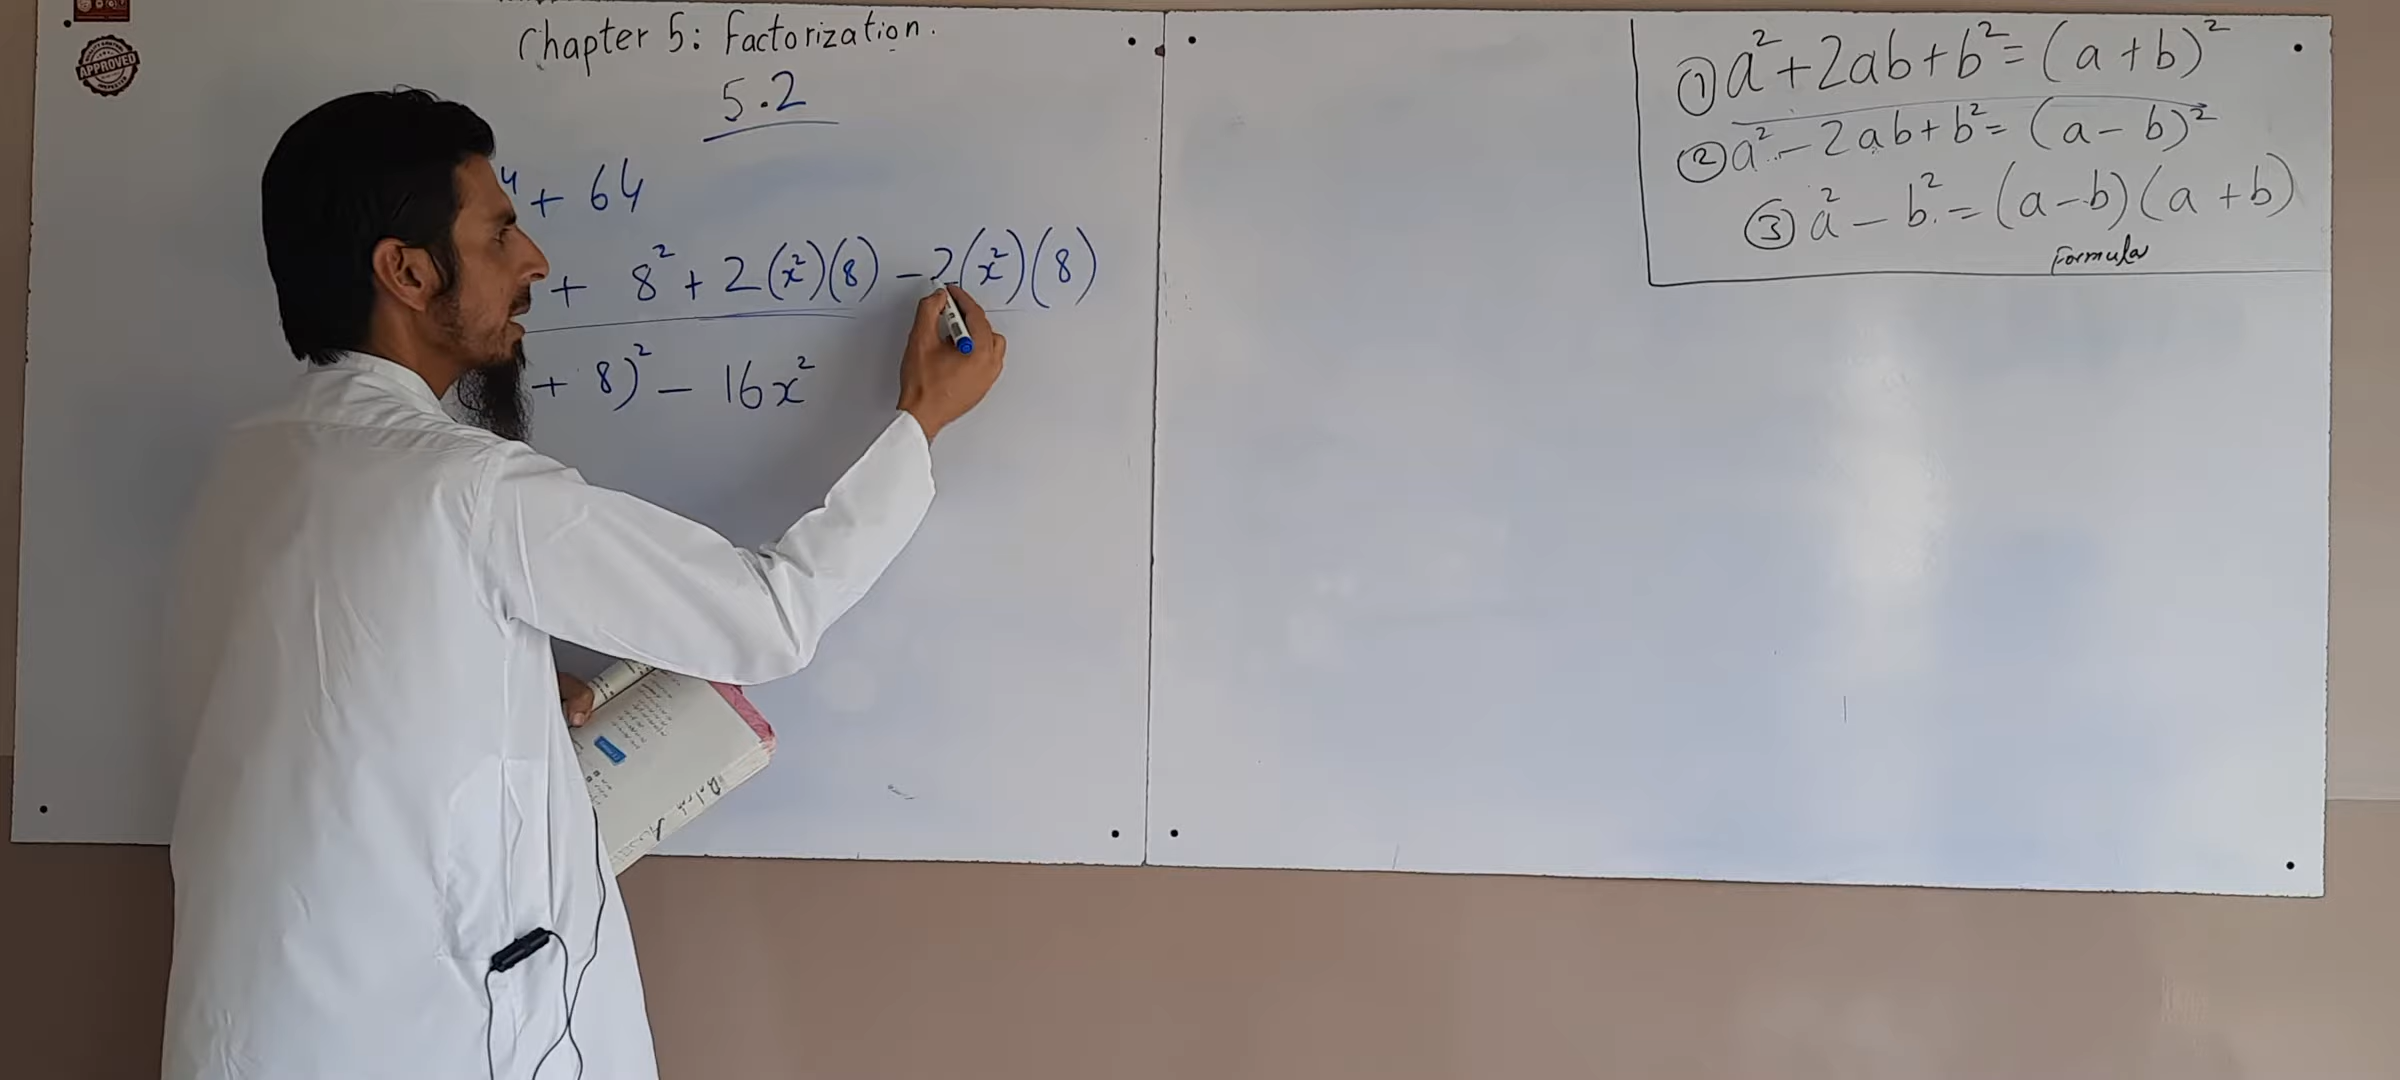 Chapter 5: Factorization.
5.2
⁴ + 64
+ 8² + 2(x²)(8) - 2(x²)(8)
+ 8)² - 16x²
① a² + 2ab + b² = (a + b)²
② a² - 2ab + b² = (a - b)²
③ a² - b² = (a - b)(a + b)
Formula
APPROVED